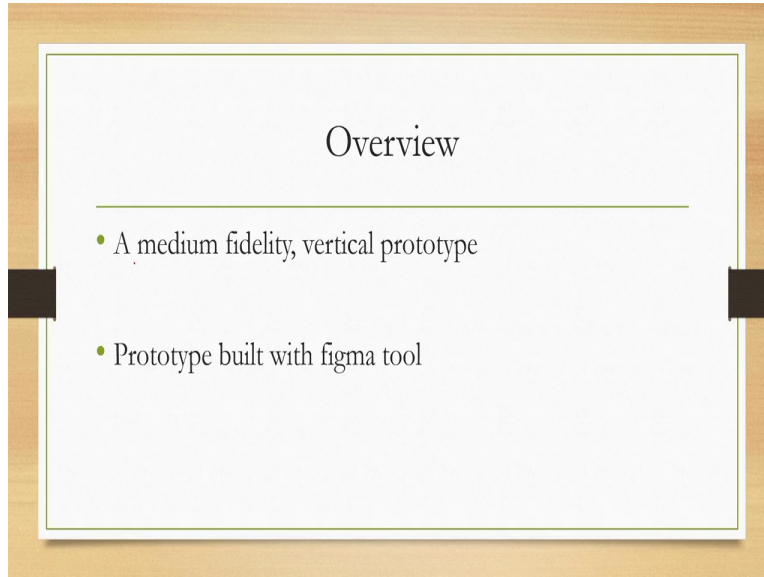 Overview
• A medium fidelity, vertical prototype
• Prototype built with figma tool